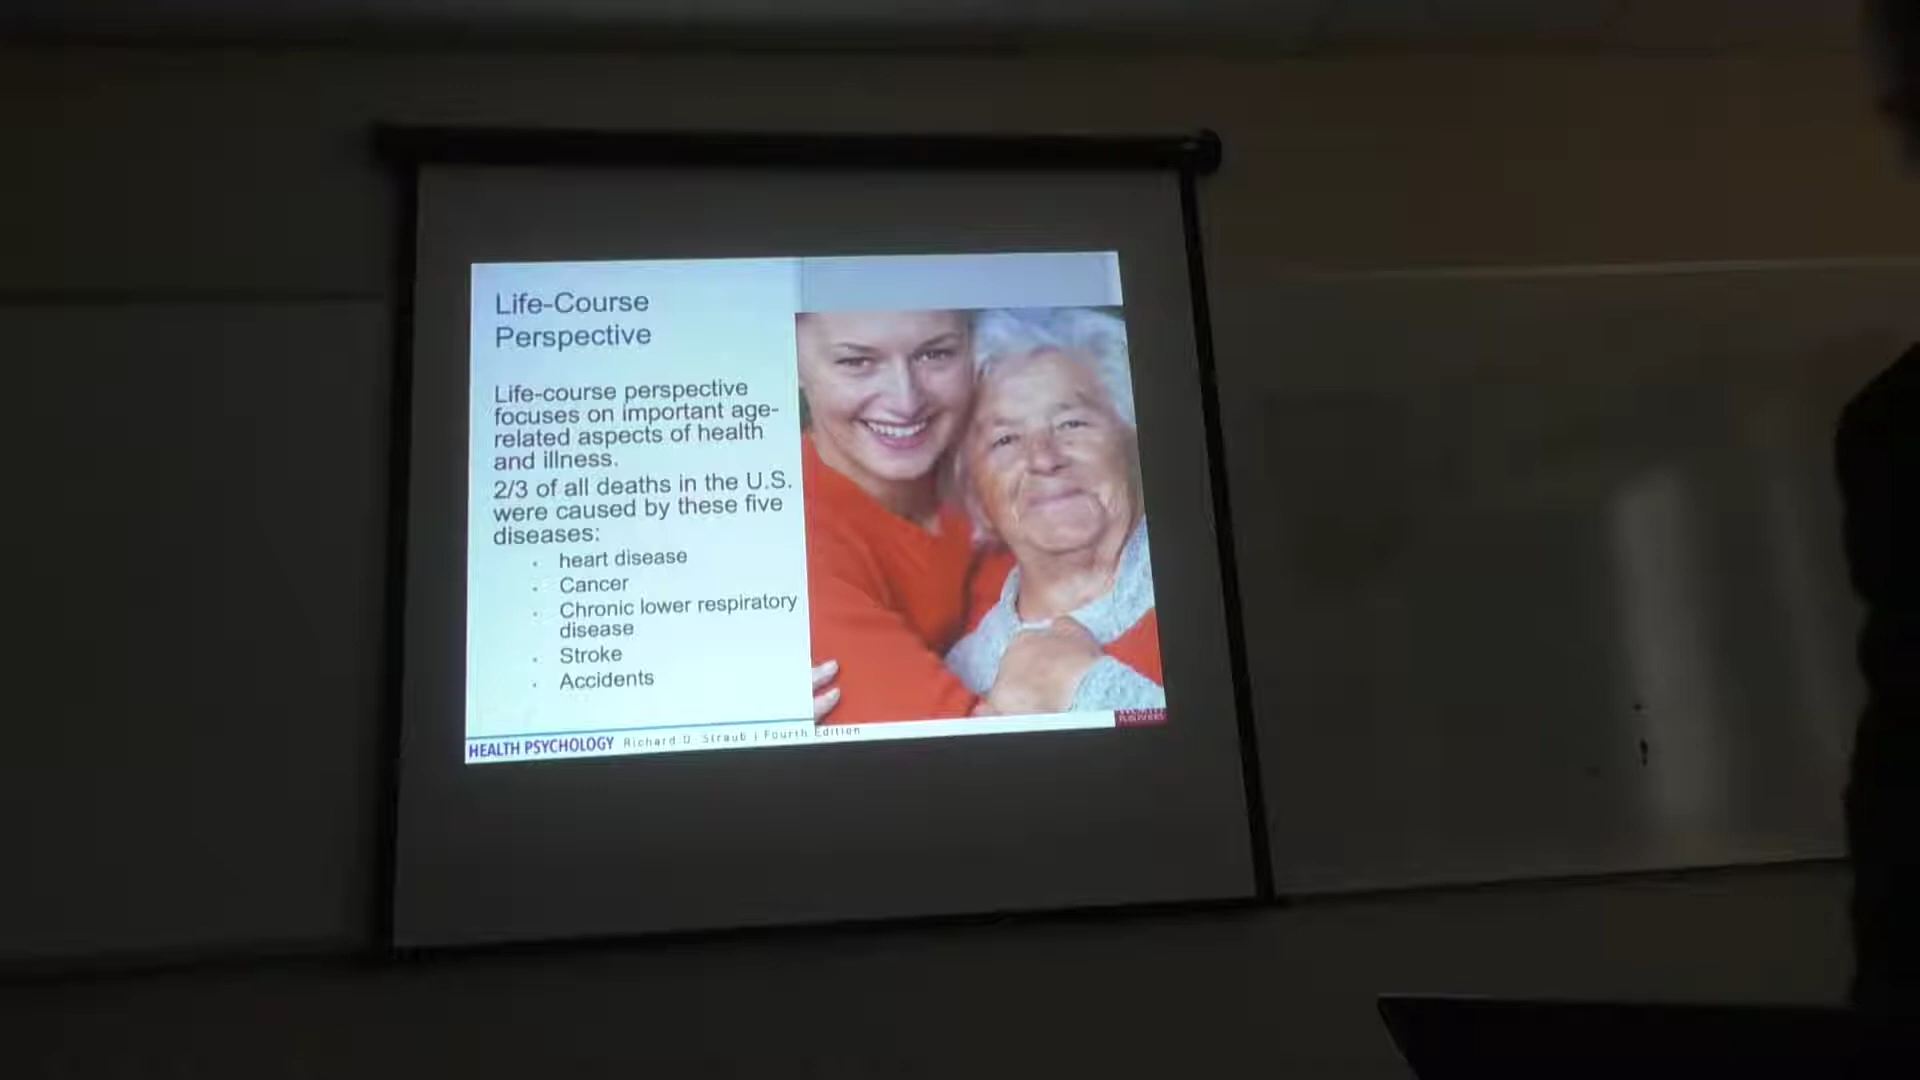 Life-Course
Perspective
Life-course perspective
focuses on important age-
related aspects of health
and illness.
2/3 of all deaths in the U.S.
were caused by these five
diseases:
· heart disease
· Cancer
· Chronic lower respiratory
disease
· Stroke
· Accidents
HEALTH PSYCHOLOGY Richard O. Straub | Fourth Edition
WORTH
PUBLISHERS